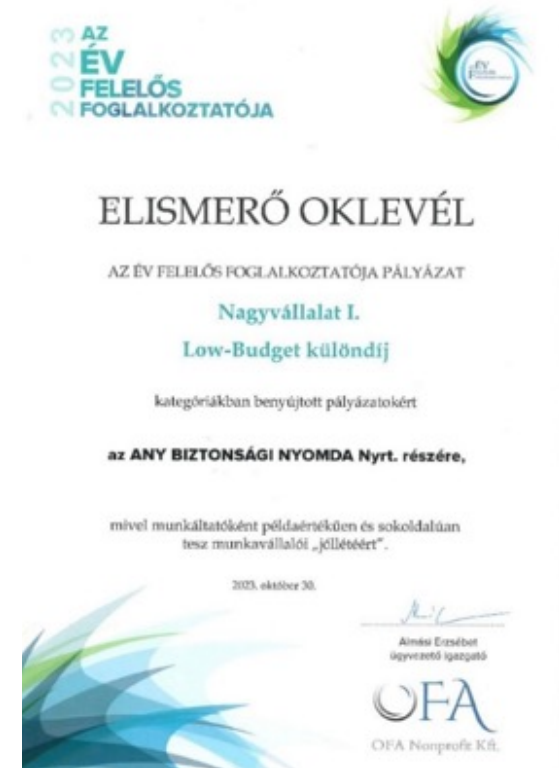 2023
AZ
ÉV
FELELŐS
FOGLALKOZTATÓJA
ELISMERŐ OKLEVÉL
AZ ÉV FELELŐS FOGLALKOZTATÓJA PÁLYÁZAT
Nagyvállalat I.
Low-Budget különdíj
kategóriákban benyújtott pályázatokért
az ANY BIZTONSÁGI NYOMDA Nyrt. részére,
mivel munkáltatóként példaértékűen és sokoldalúan
tesz munkavállalói „jóllétéért”.
2023. október 30.
Almási Erzsébet
ügyvezető igazgató
OFA
OFA Nonprofit Kft.